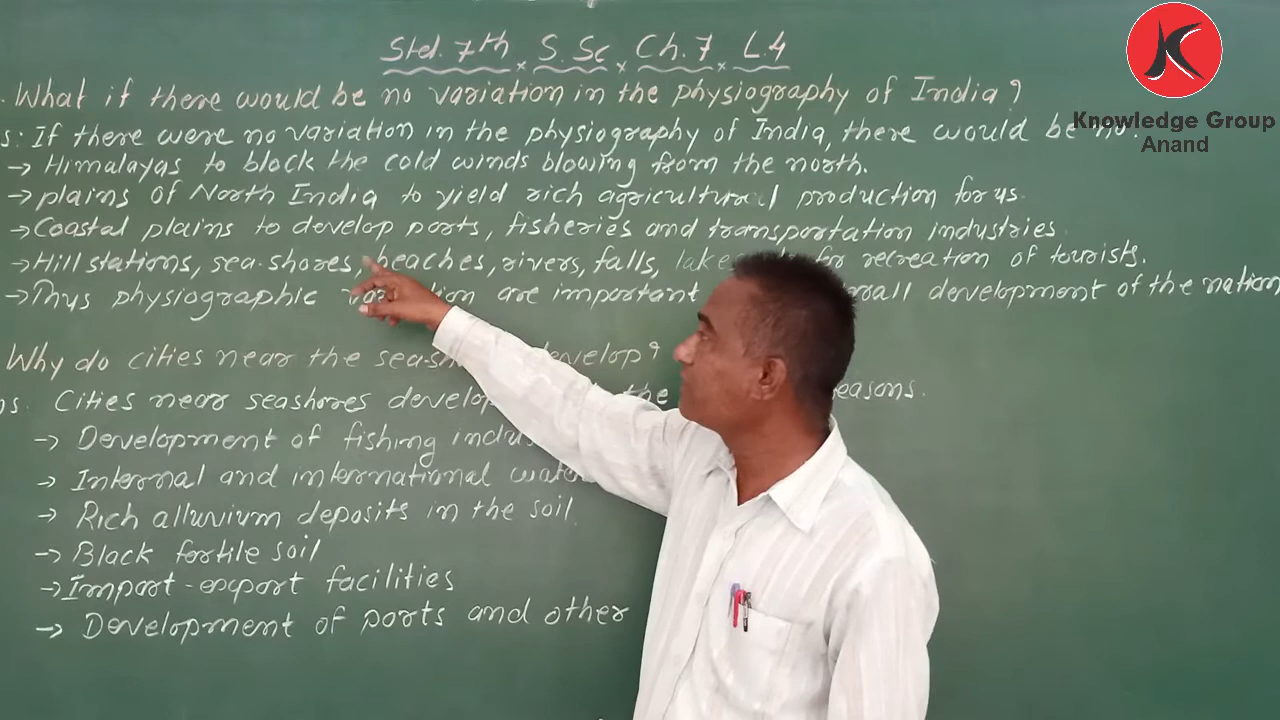 Std. 7th x S.Sc x Ch.7 x L.4
. What if there would be no variation in the physiography of India?
s: If there were no variation in the physiography of India, there would be no:
→ Himalayas to block the cold winds blowing from the north.
→ plains of North India to yield rich agricultural production for us.
→ Coastal plains to develop ports, fisheries and transportation industries.
→ Hill stations, sea-shores, beaches, rivers, falls, lake for recreation of tourists.
→ Thus physiographic are important development of the nation
Why do cities near the develop?
ns. Cities near seashores develop the easons.
→ Development of fishing
→ Internal and international
→ Rich alluvium deposits in the soil.
→ Black fertile soil
→ Import-export facilities
→ Development of ports and other
K
Knowledge Group
Anand